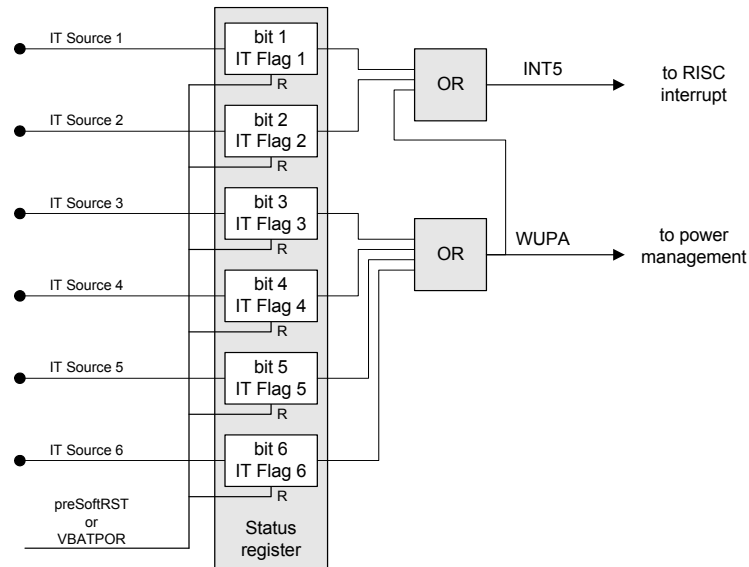 IT Source 1
bit 1
IT Flag 1
R
IT Source 2
bit 2
IT Flag 2
R
IT Source 3
bit 3
IT Flag 3
R
IT Source 4
bit 4
IT Flag 4
R
IT Source 5
bit 5
IT Flag 5
R
IT Source 6
bit 6
IT Flag 6
R
preSoftRST
or
VBATPOR
Status
register
OR
INT5
to RISC
interrupt
OR
WUPA
to power
management